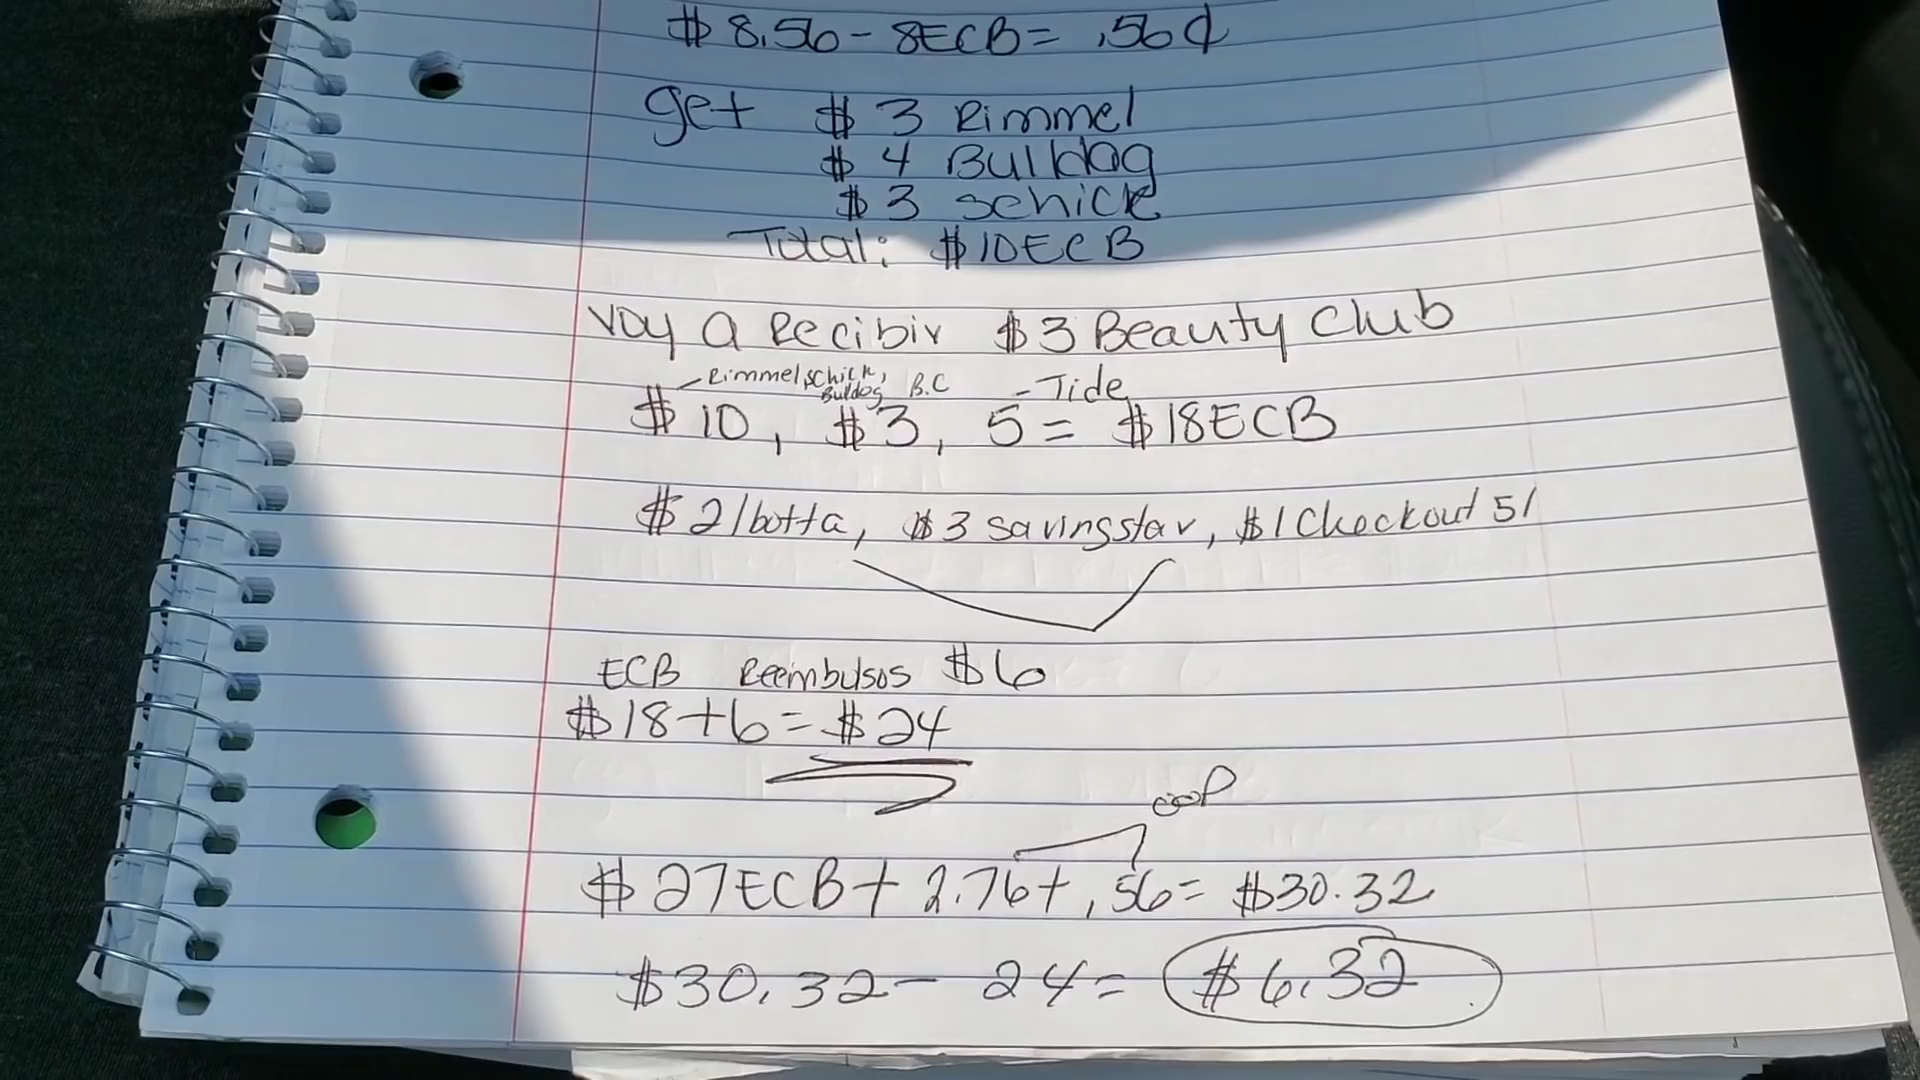 $ 8.56 - 8ECB = .56¢
get $ 3 Rimmel
$ 4 Bulldog
$ 3 schick
Total: $10ECB
Voy a Recibir $3 Beauty Club
Rimmel, schick, Bulldog B.C - Tide
$ 10, $3, 5 = $18ECB
$ 2 Ibotta, $3 savingstar, $1 Checkout 51
ECB Reembulsos $6
$18+6 = $24
oop
$27ECB + 2.76 + .56 = $30.32
$30.32 - 24 = $6.32